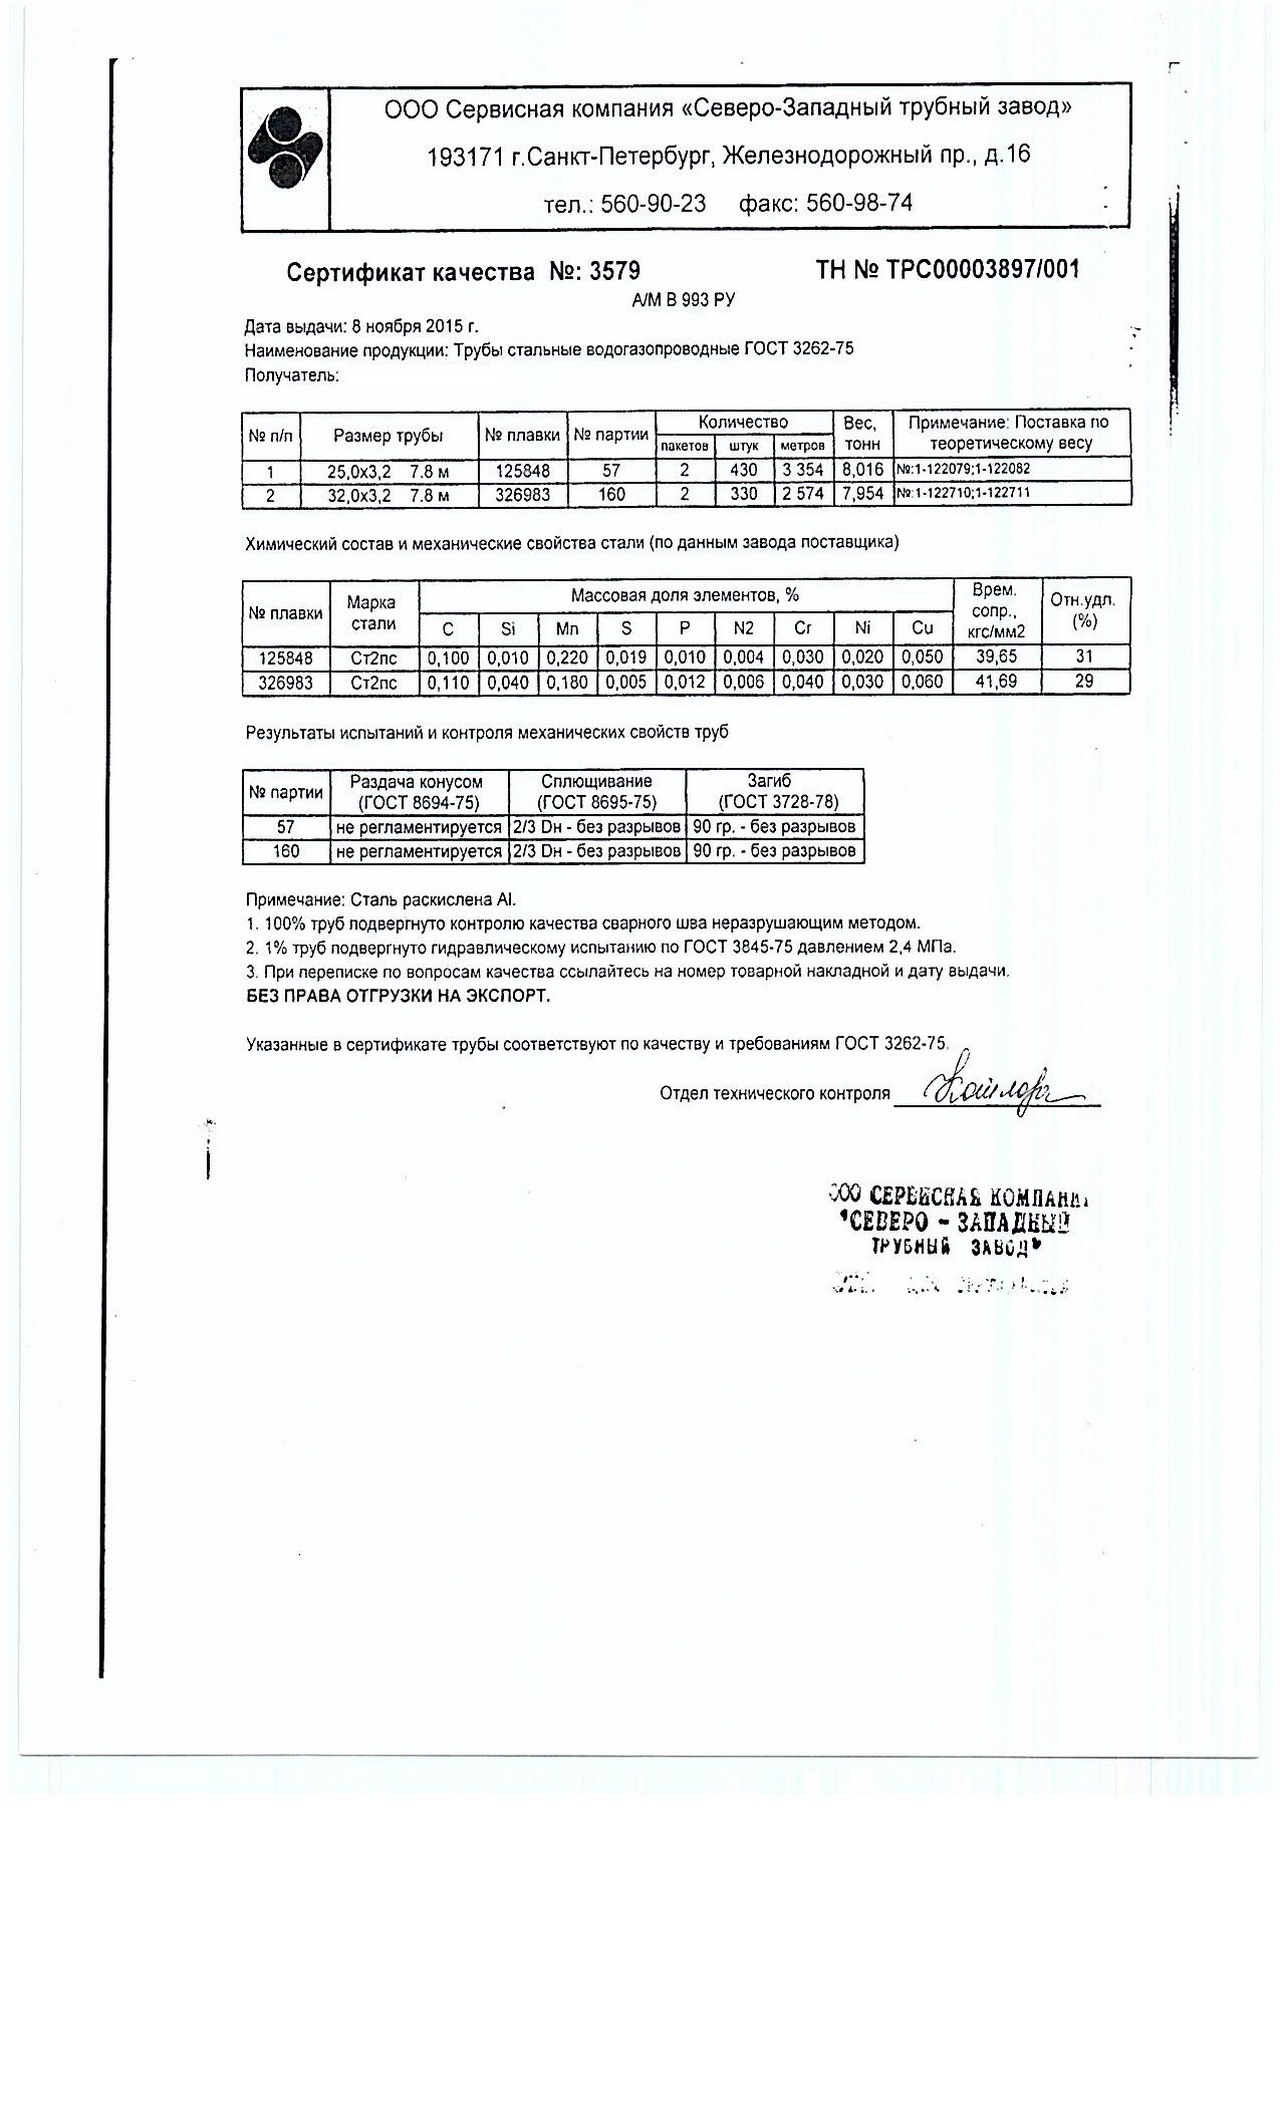 ООО Сервисная компания «Северо-Западный трубный завод»
193171 г.Санкт-Петербург, Железнодорожный пр., д.16
тел.: 560-90-23 факс: 560-98-74
Сертификат качества №: 3579 ТН № ТРС00003897/001
А/М В 993 РУ
Дата выдачи: 8 ноября 2015 г.
Наименование продукции: Трубы стальные водогазопроводные ГОСТ 3262-75
Получатель:
№ п/п Размер трубы № плавки № партии Количество Вес, тонн Примечание: Поставка по теоретическому весу
пакетов штук метров
1 25,0х3,2 7.8 м 125848 57 2 430 3 354 8,016 №:1-122079;1-122082
2 32,0х3,2 7.8 м 326983 160 2 330 2 574 7,954 №:1-122710;1-122711
Химический состав и механические свойства стали (по данным завода поставщика)
№ плавки Марка стали Массовая доля элементов, % Врем. сопр., кгс/мм2 Отн.удл. (%)
C Si Mn S P N2 Cr Ni Cu
125848 Ст2пс 0,100 0,010 0,220 0,019 0,010 0,004 0,030 0,020 0,050 39,65 31
326983 Ст2пс 0,110 0,040 0,180 0,005 0,012 0,006 0,040 0,030 0,060 41,69 29
Результаты испытаний и контроля механических свойств труб
№ партии Раздача конусом (ГОСТ 8694-75) Сплющивание (ГОСТ 8695-75) Загиб (ГОСТ 3728-78)
57 не регламентируется 2/3 Dн - без разрывов 90 гр. - без разрывов
160 не регламентируется 2/3 Dн - без разрывов 90 гр. - без разрывов
Примечание: Сталь раскислена Al.
1. 100% труб подвергнуто контролю качества сварного шва неразрушающим методом.
2. 1% труб подвергнуто гидравлическому испытанию по ГОСТ 3845-75 давлением 2,4 МПа.
3. При переписке по вопросам качества ссылайтесь на номер товарной накладной и дату выдачи.
БЕЗ ПРАВА ОТГРУЗКИ НА ЭКСПОРТ.
Указанные в сертификате трубы соответствуют по качеству и требованиям ГОСТ 3262-75.
Отдел технического контроля
ООО СЕРВИСНАЯ КОМПАНИЯ
"СЕВЕРО - ЗАПАДНЫЙ
ТРУБНЫЙ ЗАВОД"